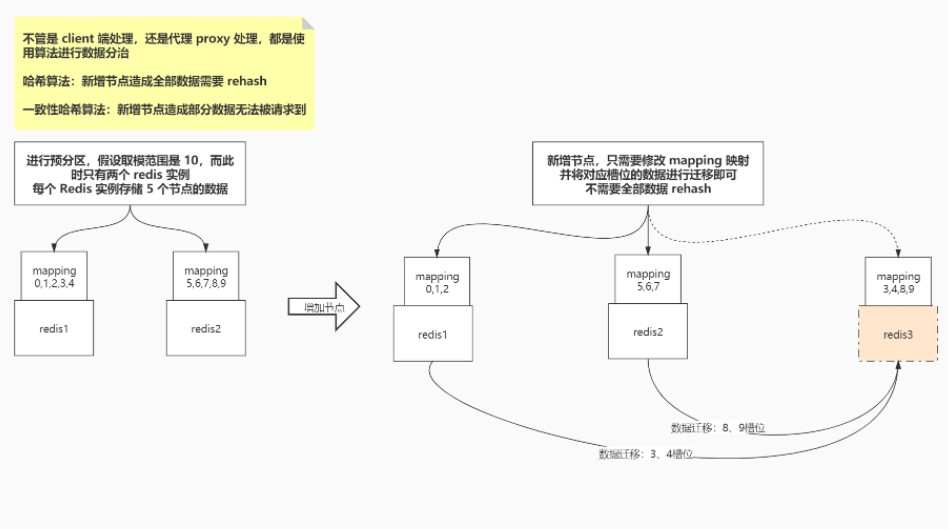 不管是 client 端处理，还是代理 proxy 处理，都是使
用算法进行数据分治
哈希算法：新增节点造成全部数据需要 rehash
一致性哈希算法：新增节点造成部分数据无法被请求到
进行预分区，假设取模范围是 10，而此
时只有两个 redis 实例
每个 Redis 实例存储 5 个节点的数据
mapping
0,1,2,3,4
redis1
mapping
5,6,7,8,9
redis2
增加节点
新增节点，只需要修改 mapping 映射
并将对应槽位的数据进行迁移即可
不需要全部数据 rehash
mapping
0,1,2
redis1
mapping
5,6,7
redis2
mapping
3,4,8,9
redis3
数据迁移：8、9槽位
数据迁移：3、4槽位